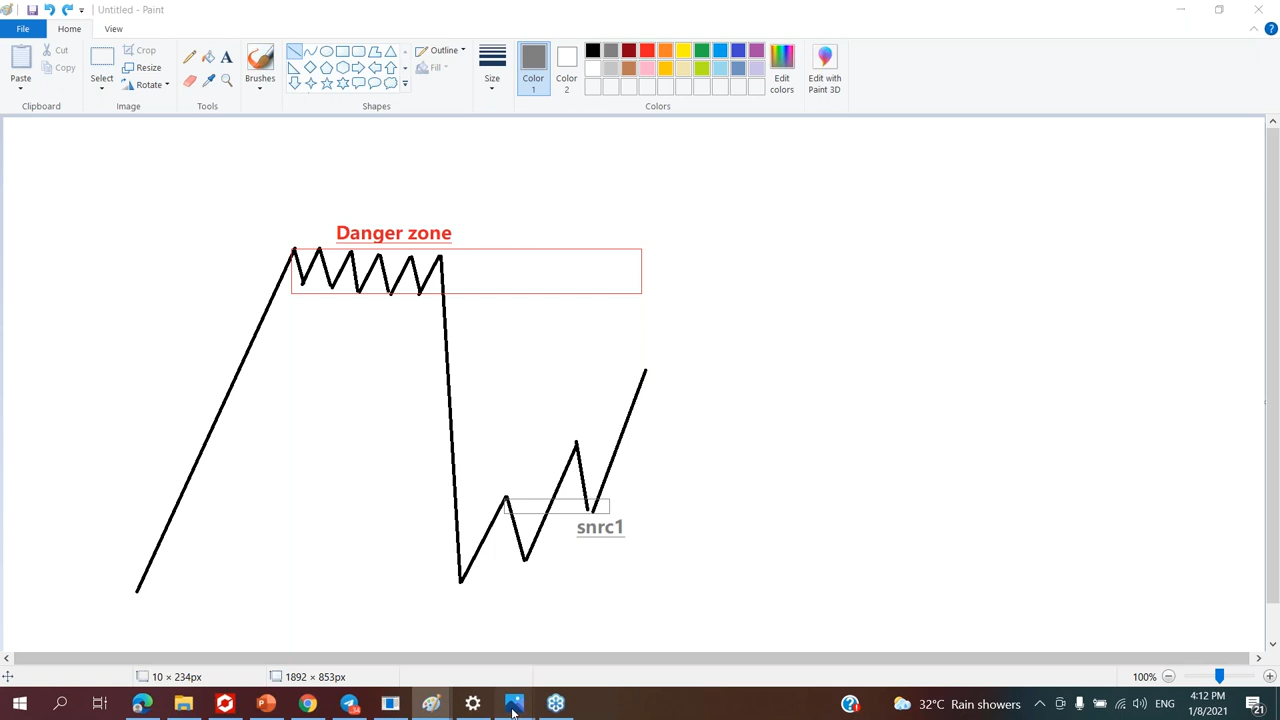 Untitled - Paint
File
Home
View
Paste
Cut
Copy
Clipboard
Select
Crop
Resize
Rotate
Image
Tools
Brushes
Shapes
Outline
Fill
Size
Color
1
Color
2
Colors
Edit
colors
Edit with
Paint 3D
Danger zone
snrc1
10 × 234px
1892 × 853px
100%
32°C Rain showers
4:12 PM
1/8/2021
21